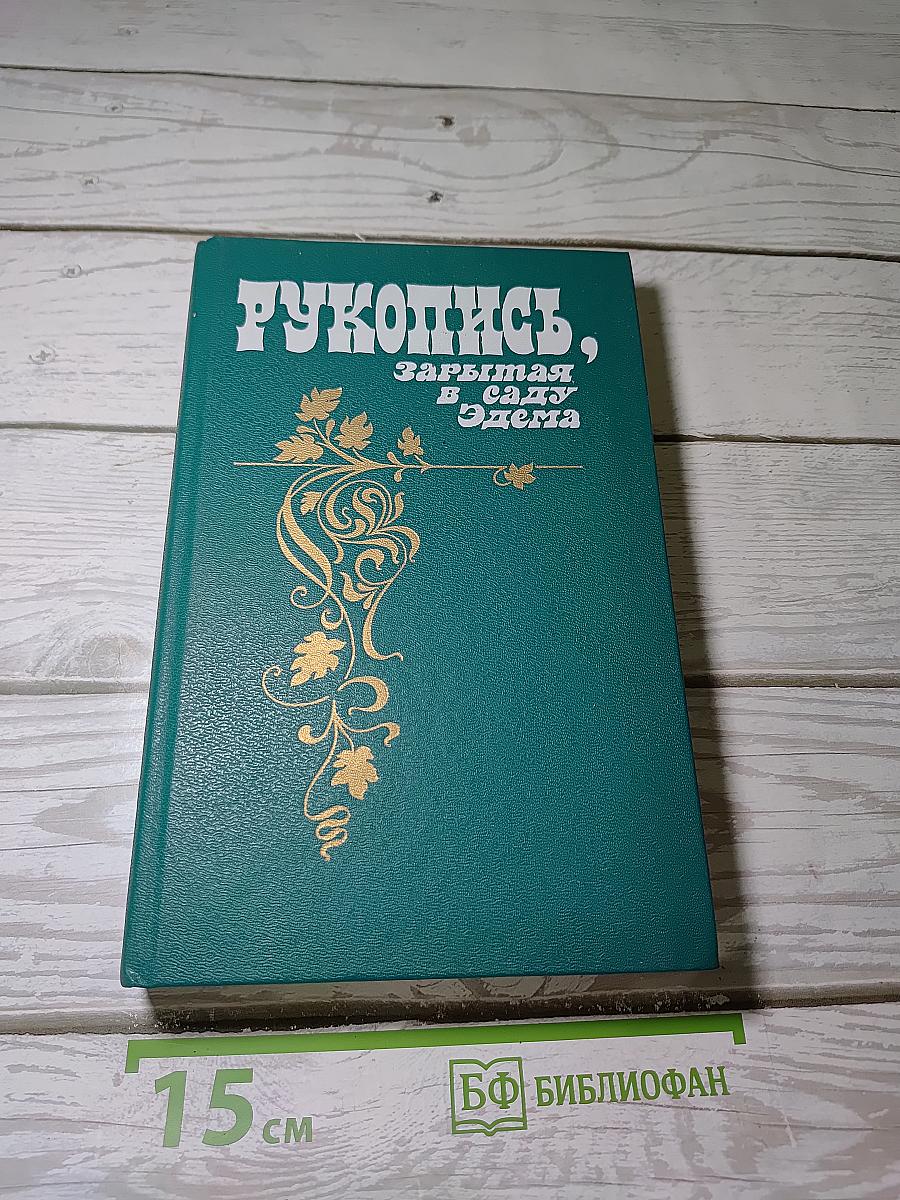 РУКОПИСЬ,
зарытая
в саду
Эдема
15 см
БФ БИБЛИОФАН